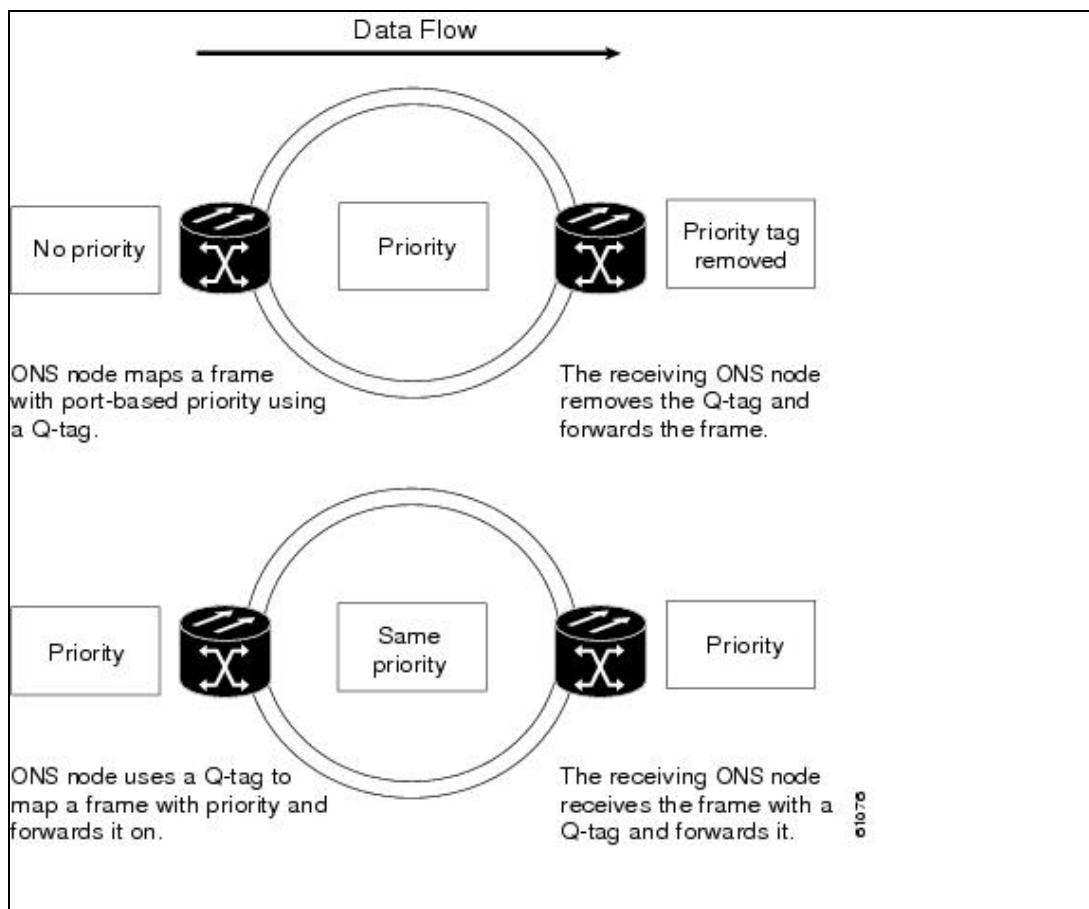 Data Flow
No priority
Priority
Priority tag
removed
ONS node maps a frame
with port-based priority using
a Q-tag.
The receiving ONS node
removes the Q-tag and
forwards the frame.
Priority
Same
priority
Priority
ONS node uses a Q-tag to
map a frame with priority and
forwards it on.
The receiving ONS node
receives the frame with a
Q-tag and forwards it.
61076